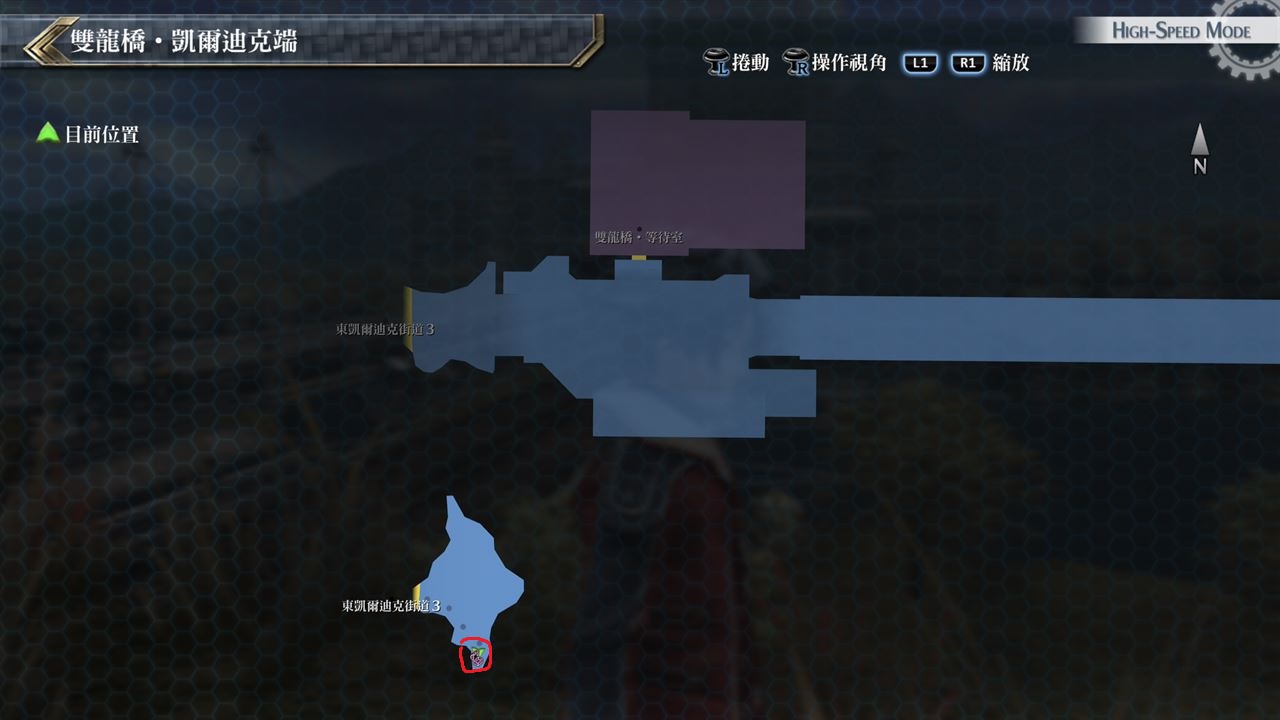 雙龍橋・凱爾迪克端
HIGH-SPEED MODE
L 捲動 R 操作視角 L1 R1 縮放
目前位置
N
雙龍橋・等待室
東凱爾迪克街道3
東凱爾迪克街道3